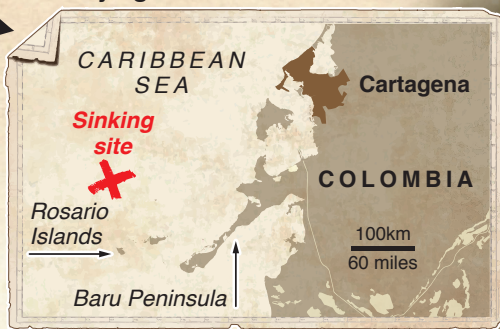 CARIBBEAN
SEA
Cartagena
Sinking
site
COLOMBIA
Rosario
Islands
100km
60 miles
Baru Peninsula